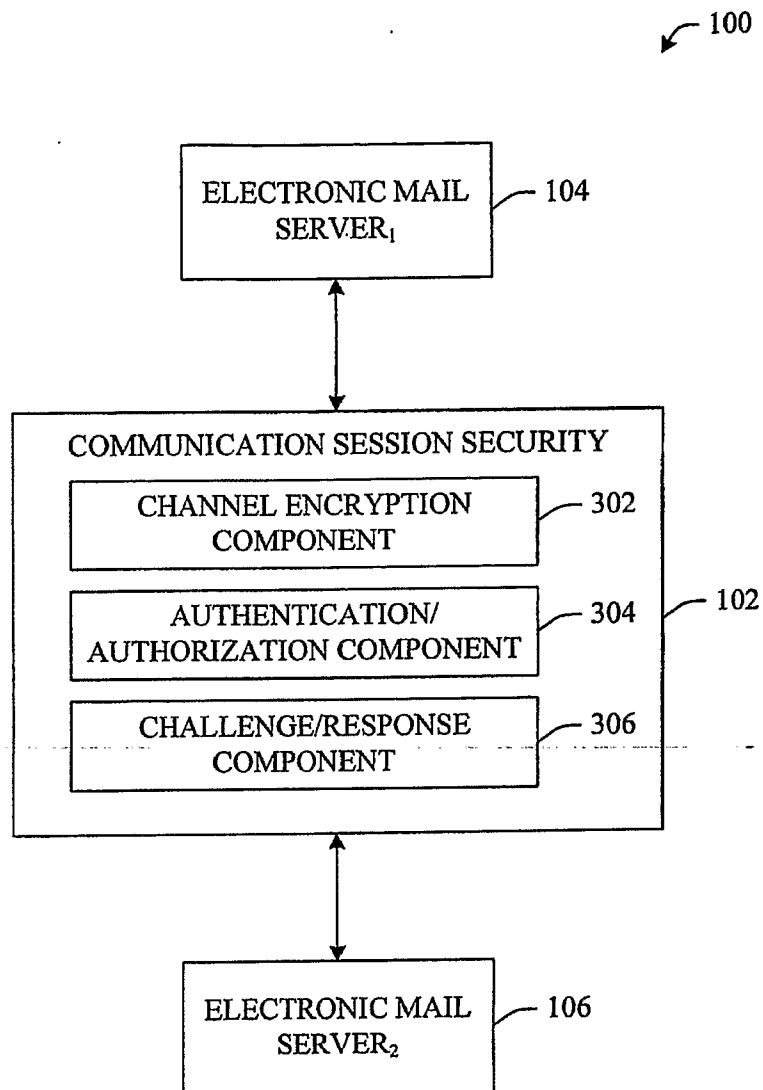 100
ELECTRONIC MAIL
SERVER₁
104
COMMUNICATION SESSION SECURITY
CHANNEL ENCRYPTION
COMPONENT
302
AUTHENTICATION/
AUTHORIZATION COMPONENT
304
102
CHALLENGE/RESPONSE
COMPONENT
306
ELECTRONIC MAIL
SERVER₂
106